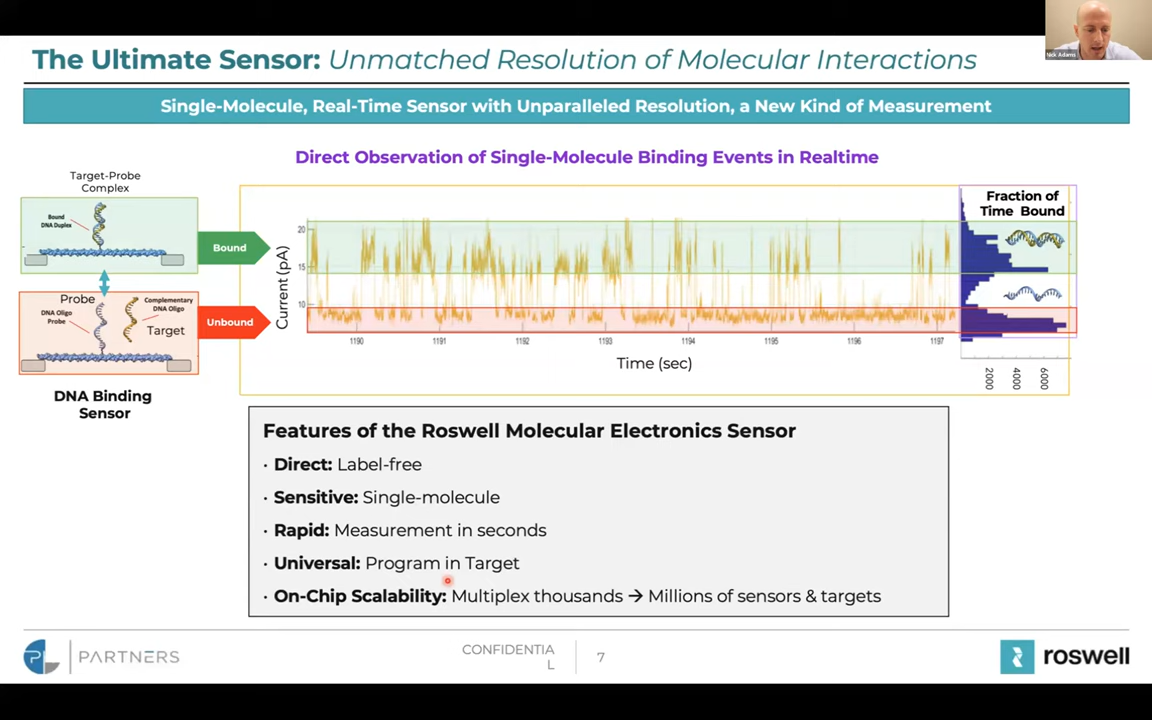 Nick Adams
The Ultimate Sensor: Unmatched Resolution of Molecular Interactions
Single-Molecule, Real-Time Sensor with Unparalleled Resolution, a New Kind of Measurement
Direct Observation of Single-Molecule Binding Events in Realtime
Target-Probe
Complex
Bound
DNA Duplex
Bound
Probe
DNA Oligo
Probe
Complementary
DNA Oligo
Target
Unbound
DNA Binding
Sensor
Current (pA)
20
15
10
1190
1191
1192
1193
1194
1195
1196
1197
Time (sec)
Fraction of
Time Bound
2000
4000
6000
Features of the Roswell Molecular Electronics Sensor
· Direct: Label-free
· Sensitive: Single-molecule
· Rapid: Measurement in seconds
· Universal: Program in Target
· On-Chip Scalability: Multiplex thousands → Millions of sensors & targets
PL PARTNERS
CONFIDENTIA
L
7
roswell